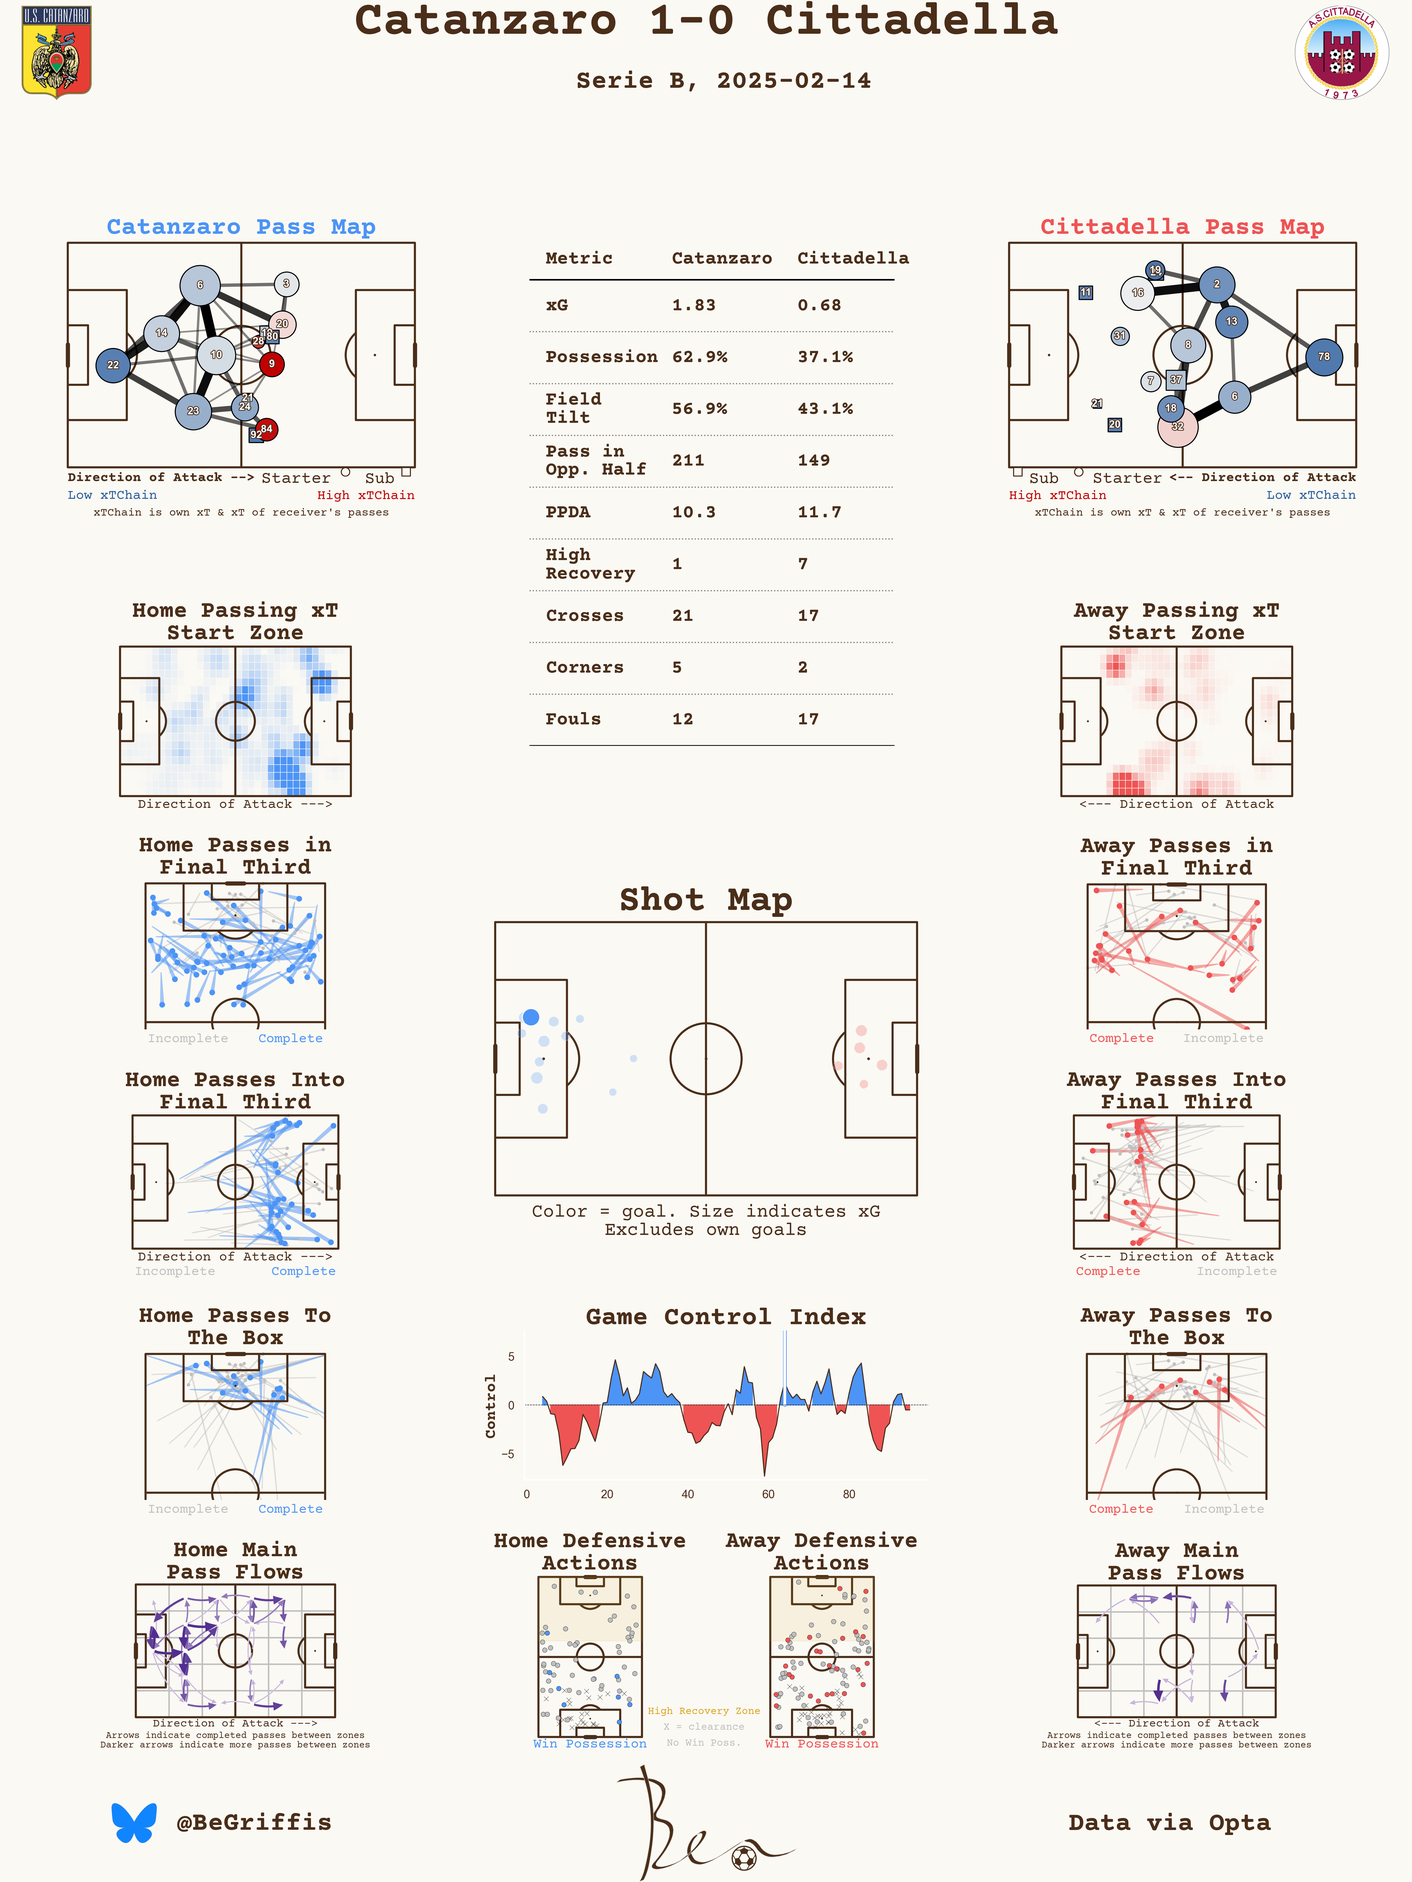 U.S. CATANZARO
Catanzaro 1-0 Cittadella
Serie B, 2025-02-14
A.S.CITTADELLA
1973
Catanzaro Pass Map
6
3
20
14
28
80
10
9
22
21
24
23
84
92
Direction of Attack --> Starter Sub
Low xTChain High xTChain
xTChain is own xT & xT of receiver's passes
Metric Catanzaro Cittadella
xG 1.83 0.68
Possession 62.9% 37.1%
Field
Tilt 56.9% 43.1%
Pass in
Opp. Half 211 149
PPDA 10.3 11.7
High
Recovery 1 7
Crosses 21 17
Corners 5 2
Fouls 12 17
Cittadella Pass Map
19
11
16
2
13
31
8
78
7
37
6
21
18
20
32
Sub Starter <-- Direction of Attack
High xTChain Low xTChain
xTChain is own xT & xT of receiver's passes
Home Passing xT
Start Zone
Direction of Attack --->
Away Passing xT
Start Zone
<--- Direction of Attack
Home Passes in
Final Third
Incomplete Complete
Away Passes in
Final Third
Complete Incomplete
Shot Map
Color = goal. Size indicates xG
Excludes own goals
Home Passes Into
Final Third
Direction of Attack --->
Incomplete Complete
Away Passes Into
Final Third
<--- Direction of Attack
Complete Incomplete
Home Passes To
The Box
Incomplete Complete
Game Control Index
Control
5
0
−5
0 20 40 60 80
Away Passes To
The Box
Complete Incomplete
Home Main
Pass Flows
Direction of Attack --->
Arrows indicate completed passes between zones
Darker arrows indicate more passes between zones
Home Defensive
Actions
Win Possession
High Recovery Zone
X = clearance
No Win Poss.
Away Defensive
Actions
Win Possession
Away Main
Pass Flows
<--- Direction of Attack
Arrows indicate completed passes between zones
Darker arrows indicate more passes between zones
@BeGriffis
Ben
Data via Opta